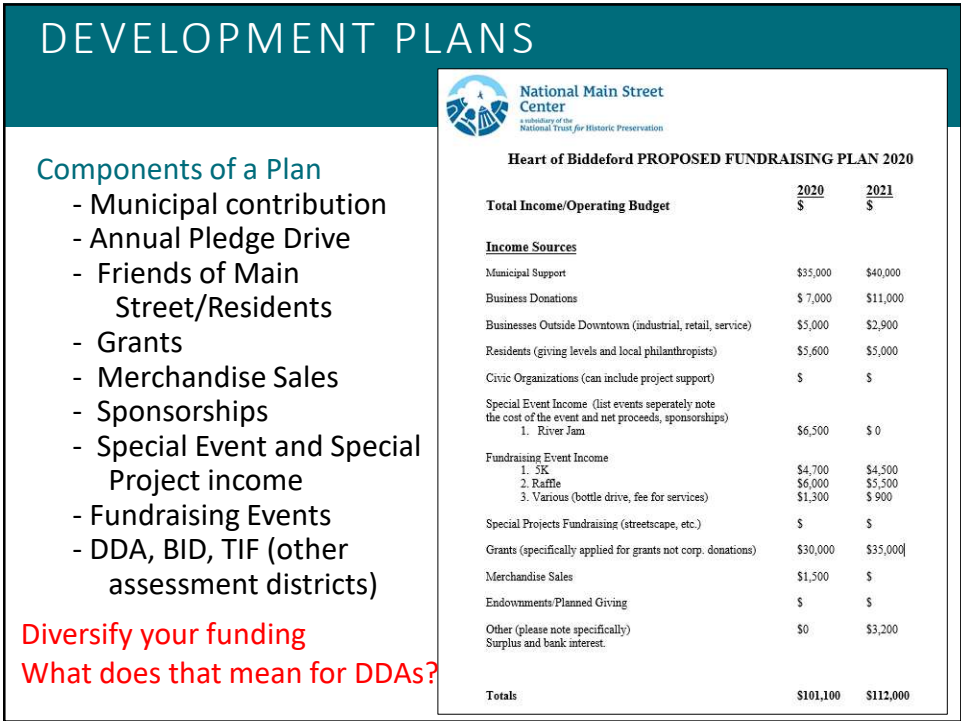 DEVELOPMENT PLANS
Components of a Plan
- Municipal contribution
- Annual Pledge Drive
- Friends of Main
Street/Residents
- Grants
- Merchandise Sales
- Sponsorships
- Special Event and Special
Project income
- Fundraising Events
- DDA, BID, TIF (other
assessment districts)
Diversify your funding
What does that mean for DDAs?
National Main Street
Center
a subsidiary of the
National Trust for Historic Preservation
Heart of Biddeford PROPOSED FUNDRAISING PLAN 2020
2020 2021
Total Income/Operating Budget $ $
Income Sources
Municipal Support $35,000 $40,000
Business Donations $ 7,000 $11,000
Businesses Outside Downtown (industrial, retail, service) $5,000 $2,900
Residents (giving levels and local philanthropists) $5,600 $5,000
Civic Organizations (can include project support) $ $
Special Event Income (list events seperately note
the cost of the event and net proceeds, sponsorships)
1. River Jam $6,500 $ 0
Fundraising Event Income
1. 5K $4,700 $4,500
2. Raffle $6,000 $5,500
3. Various (bottle drive, fee for services) $1,300 $ 900
Special Projects Fundraising (streetscape, etc.) $ $
Grants (specifically applied for grants not corp. donations) $30,000 $35,000
Merchandise Sales $1,500 $
Endownments/Planned Giving $ $
Other (please note specifically) $0 $3,200
Surplus and bank interest.
Totals $101,100 $112,000